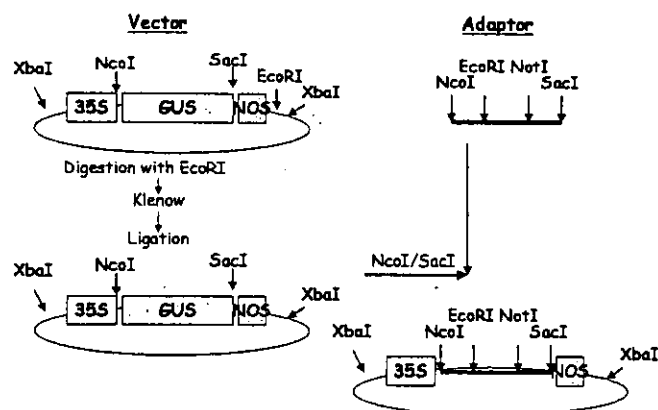 Vector
NcoI SacI
XbaI EcoRI
XbaI
35S GUS NOS
Digestion with EcoRI
Klenow
Ligation
NcoI SacI
XbaI
XbaI
35S GUS NOS
Adaptor
EcoRI NotI
NcoI SacI
NcoI/SacI
EcoRI NotI
XbaI NcoI SacI
XbaI
35S NOS